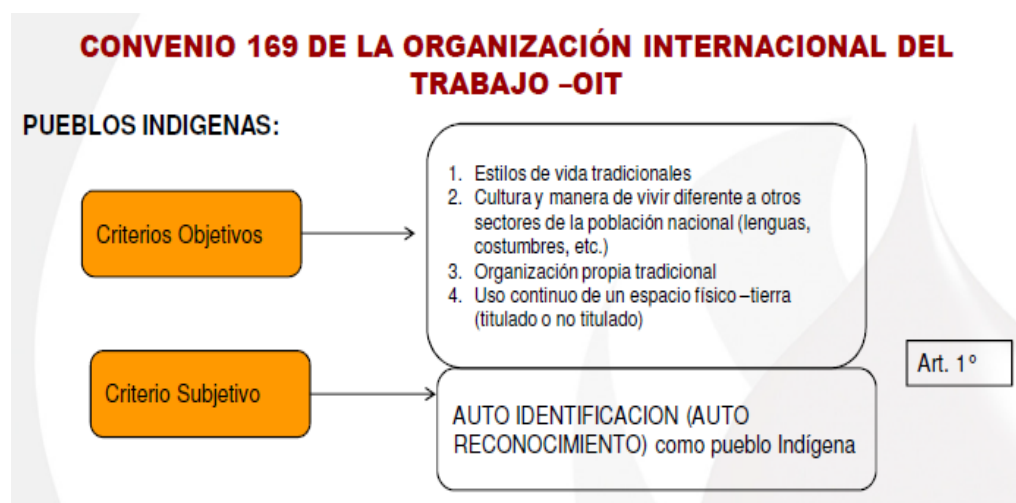 CONVENIO 169 DE LA ORGANIZACIÓN INTERNACIONAL DEL
TRABAJO –OIT
PUEBLOS INDIGENAS:
Criterios Objetivos
1. Estilos de vida tradicionales
2. Cultura y manera de vivir diferente a otros
sectores de la población nacional (lenguas,
costumbres, etc.)
3. Organización propia tradicional
4. Uso continuo de un espacio físico –tierra
(titulado o no titulado)
Art. 1º
Criterio Subjetivo
AUTO IDENTIFICACION (AUTO
RECONOCIMIENTO) como pueblo Indígena